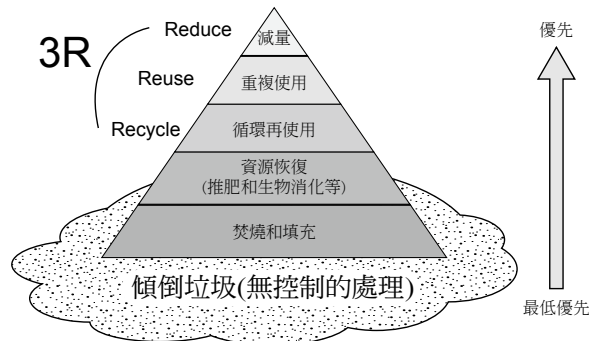 3R
Reduce
Reuse
Recycle
減量
重複使用
循環再使用
資源恢復
(推肥和生物消化等)
焚燒和填充
傾倒垃圾(無控制的處理)
優先
最低優先